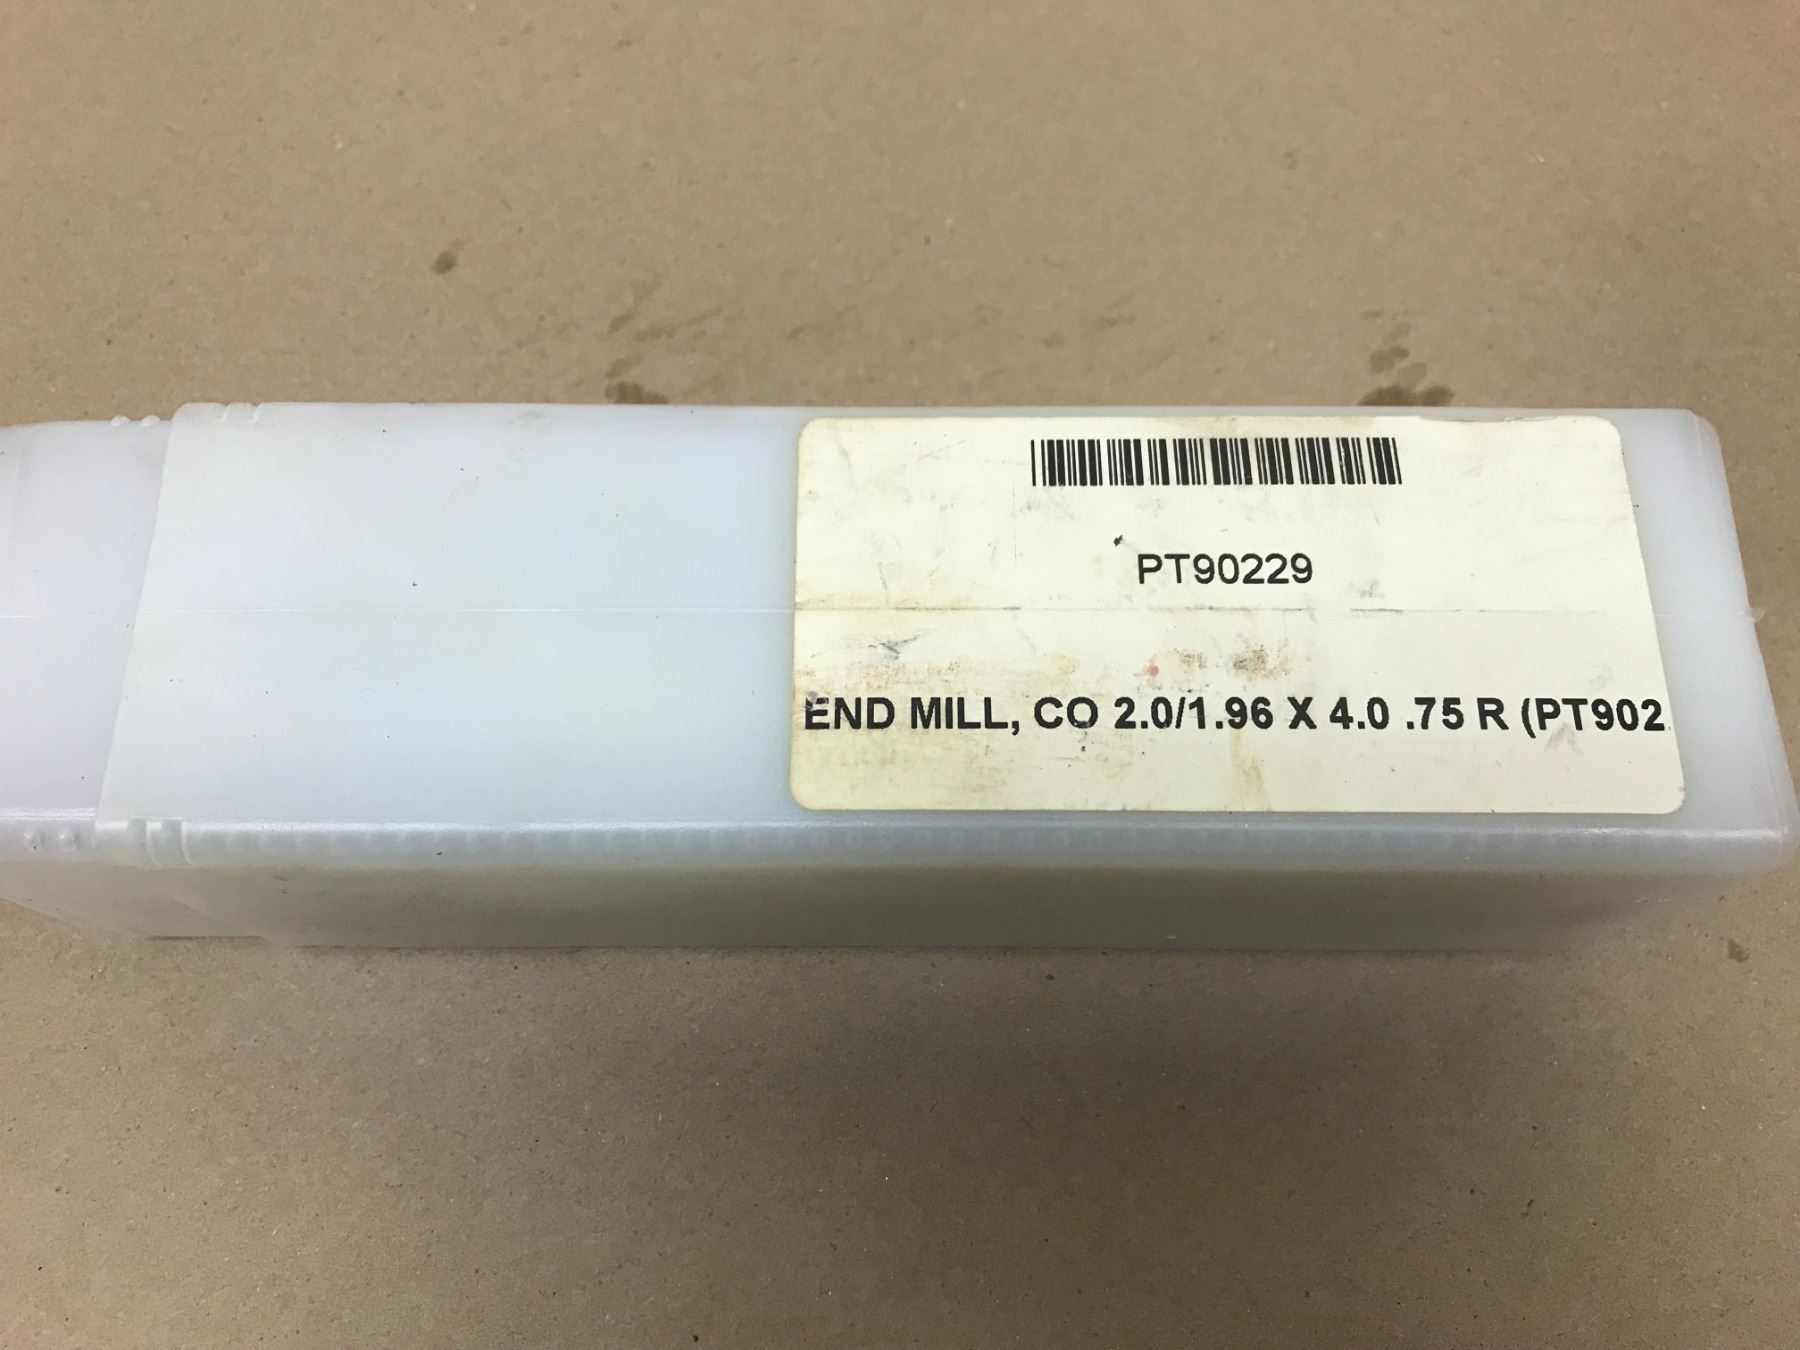 PT90229
END MILL, CO 2.0/1.96 X 4.0 .75 R (PT902